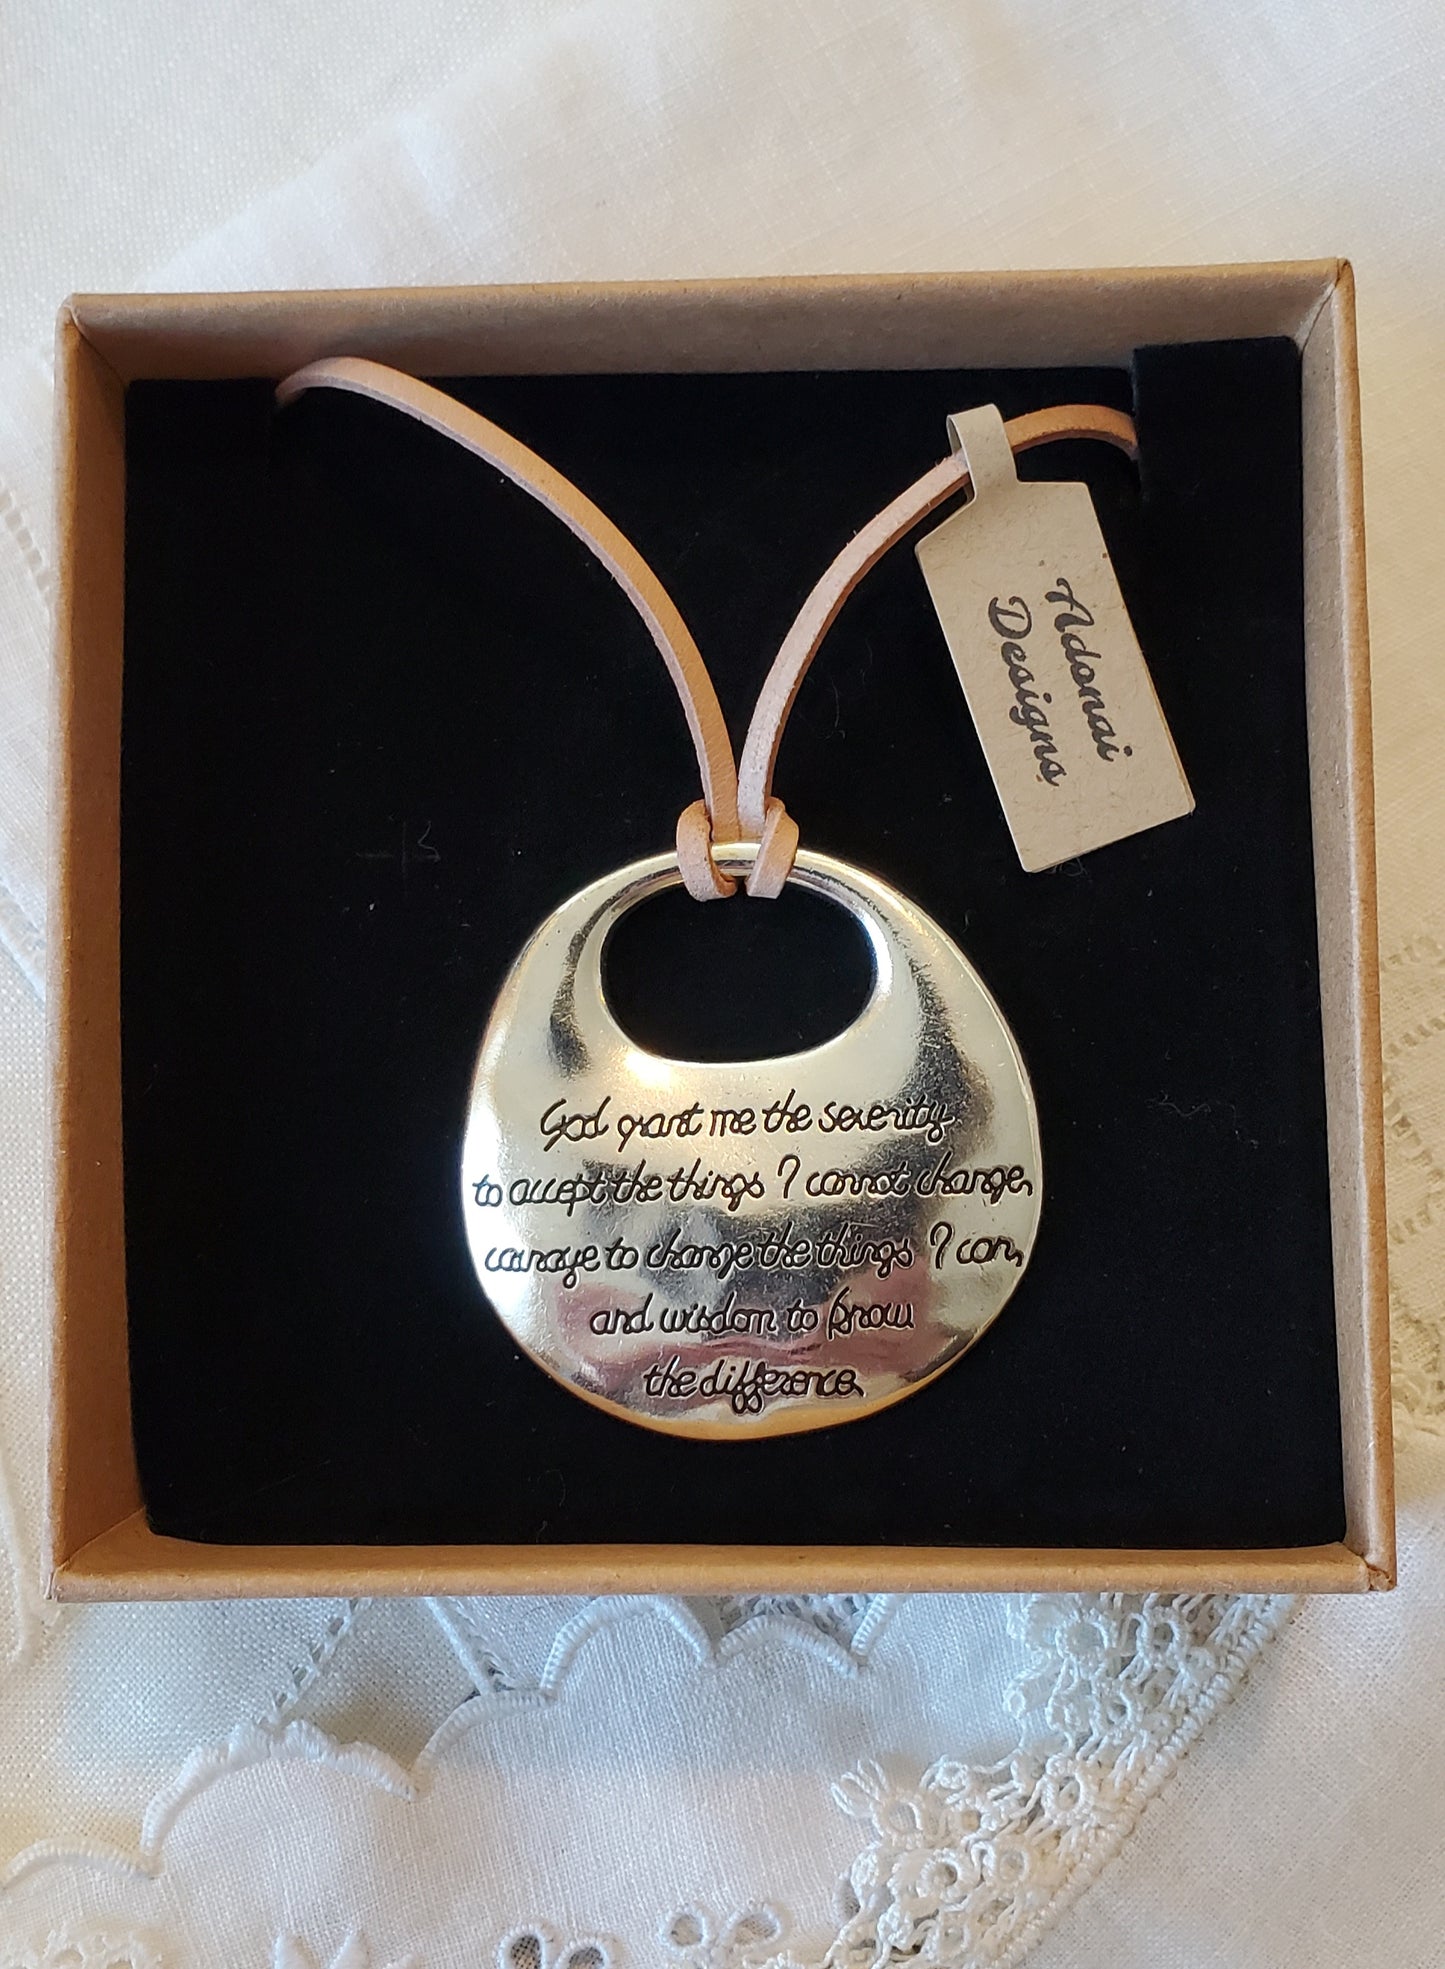 Adonai
Designs
God grant me the serenity
to accept the things I cannot change,
courage to change the things I can,
and wisdom to know
the difference